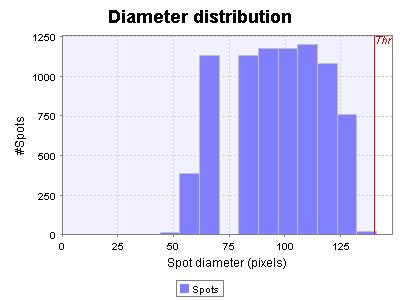 Diameter distribution
Thr
1250
1000
750
500
250
0
#Spots
0 25 50 75 100 125
Spot diameter (pixels)
Spots